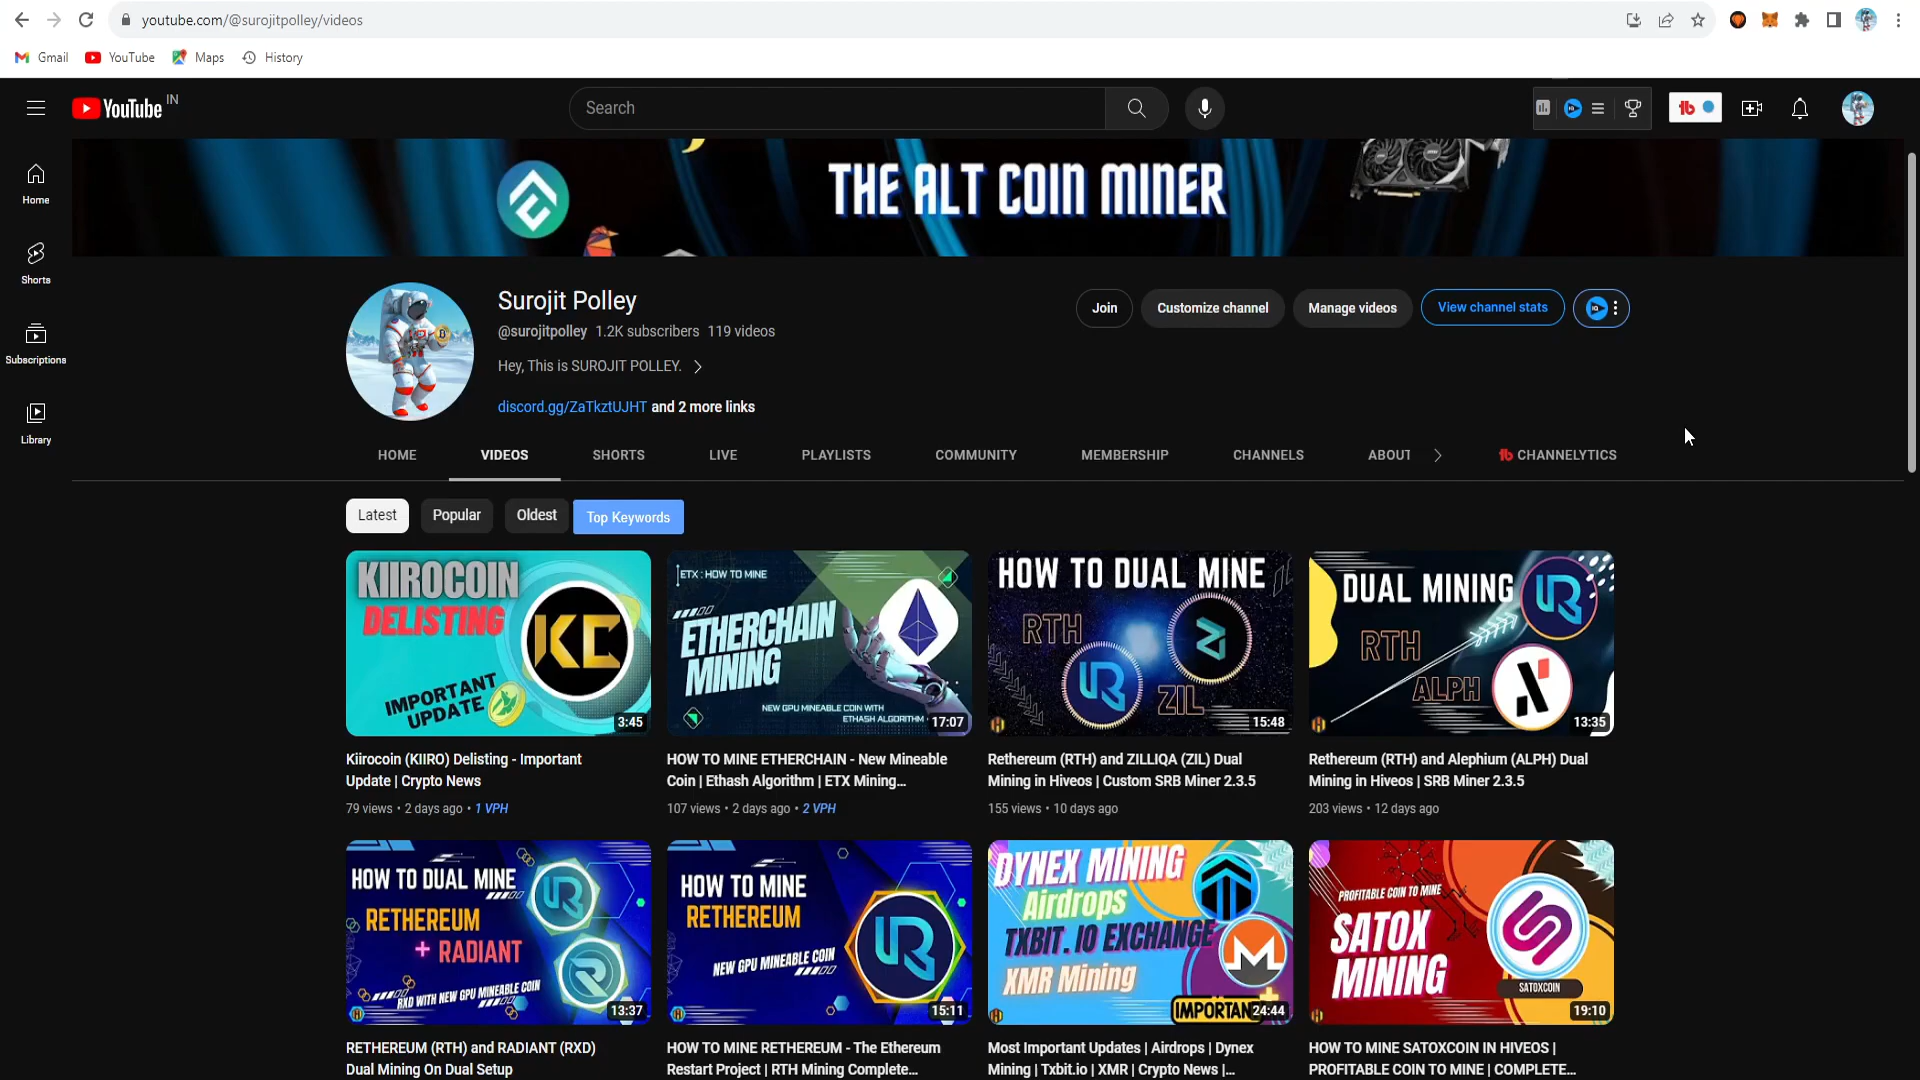 youtube.com/@surojitpolley/videos
Gmail YouTube Maps History
YouTube IN
Search
THE ALT COIN MINER
Home
Shorts
Subscriptions
Library
Surojit Polley
@surojitpolley 1.2K subscribers 119 videos
Hey, This is SUROJIT POLLEY.
discord.gg/ZaTkztUJHT and 2 more links
Join Customize channel Manage videos View channel stats
HOME VIDEOS SHORTS LIVE PLAYLISTS COMMUNITY MEMBERSHIP CHANNELS ABOUT CHANNELYTICS
Latest Popular Oldest Top Keywords
KIIROCOIN
DELISTING
KC
IMPORTANT
UPDATE
3:45
Kiirocoin (KIIRO) Delisting - Important
Update | Crypto News
79 views • 2 days ago • 1 VPH
ETX : HOW TO MINE
ETHERCHAIN
MINING
NEW GPU MINEABLE COIN WITH
ETHASH ALGORITHM
17:07
HOW TO MINE ETHERCHAIN - New Mineable
Coin | Ethash Algorithm | ETX Mining...
107 views • 2 days ago • 2 VPH
HOW TO DUAL MINE
RTH
ZIL
15:48
Rethereum (RTH) and ZILLIQA (ZIL) Dual
Mining in Hiveos | Custom SRB Miner 2.3.5
155 views • 10 days ago
DUAL MINING
RTH
ALPH
13:35
Rethereum (RTH) and Alephium (ALPH) Dual
Mining in Hiveos | SRB Miner 2.3.5
203 views • 12 days ago
HOW TO DUAL MINE
RETHEREUM
+ RADIANT
RXD WITH NEW GPU MINEABLE COIN
13:37
RETHEREUM (RTH) and RADIANT (RXD)
Dual Mining On Dual Setup
HOW TO MINE
RETHEREUM
NEW GPU MINEABLE COIN
15:11
HOW TO MINE RETHEREUM - The Ethereum
Restart Project | RTH Mining Complete...
DYNEX MINING
Airdrops
TXBIT. IO EXCHANGE
XMR Mining
IMPORTAN
24:44
Most Important Updates | Airdrops | Dynex
Mining | Txbit.io | XMR | Crypto News |...
PROFITABLE COIN TO MINE
SATOX
MINING
SATOXCOIN
19:10
HOW TO MINE SATOXCOIN IN HIVEOS |
PROFITABLE COIN TO MINE | COMPLETE...